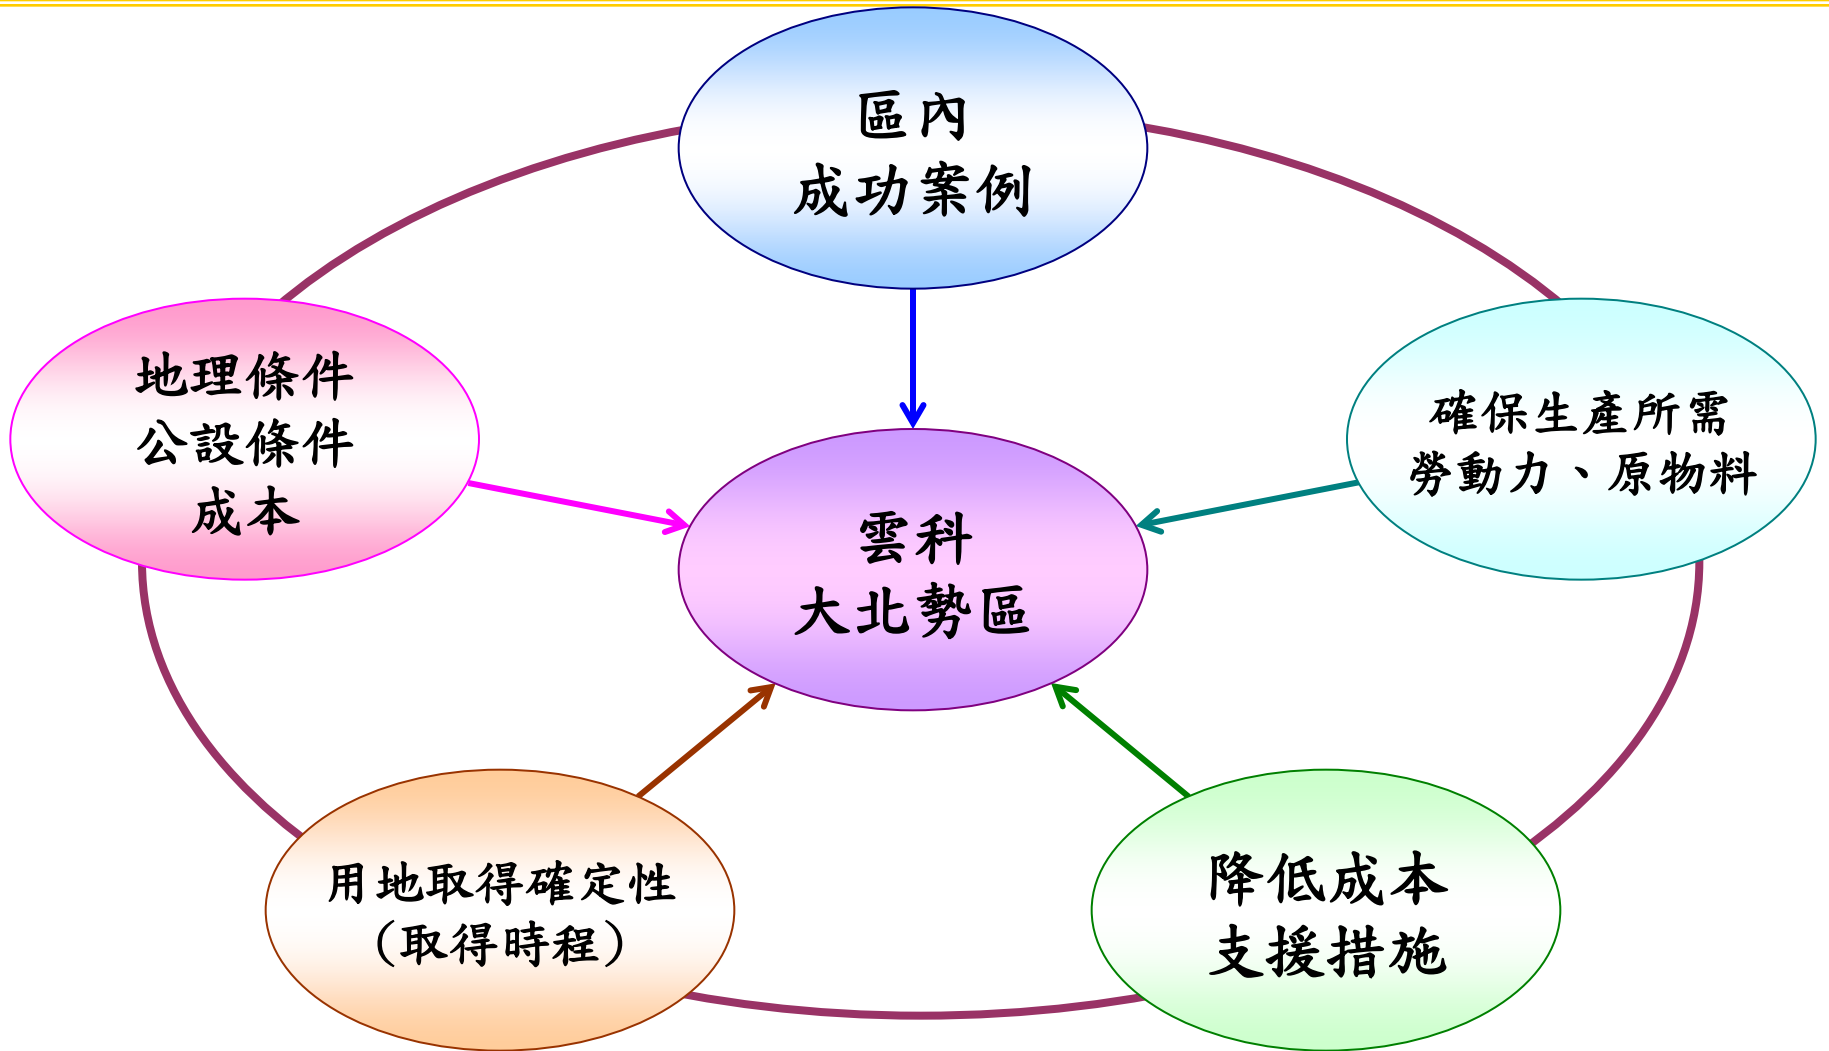 區內
成功案例
地理條件
公設條件
成本
確保生產所需
勞動力、原物料
雲科
大北勢區
用地取得確定性
(取得時程)
降低成本
支援措施